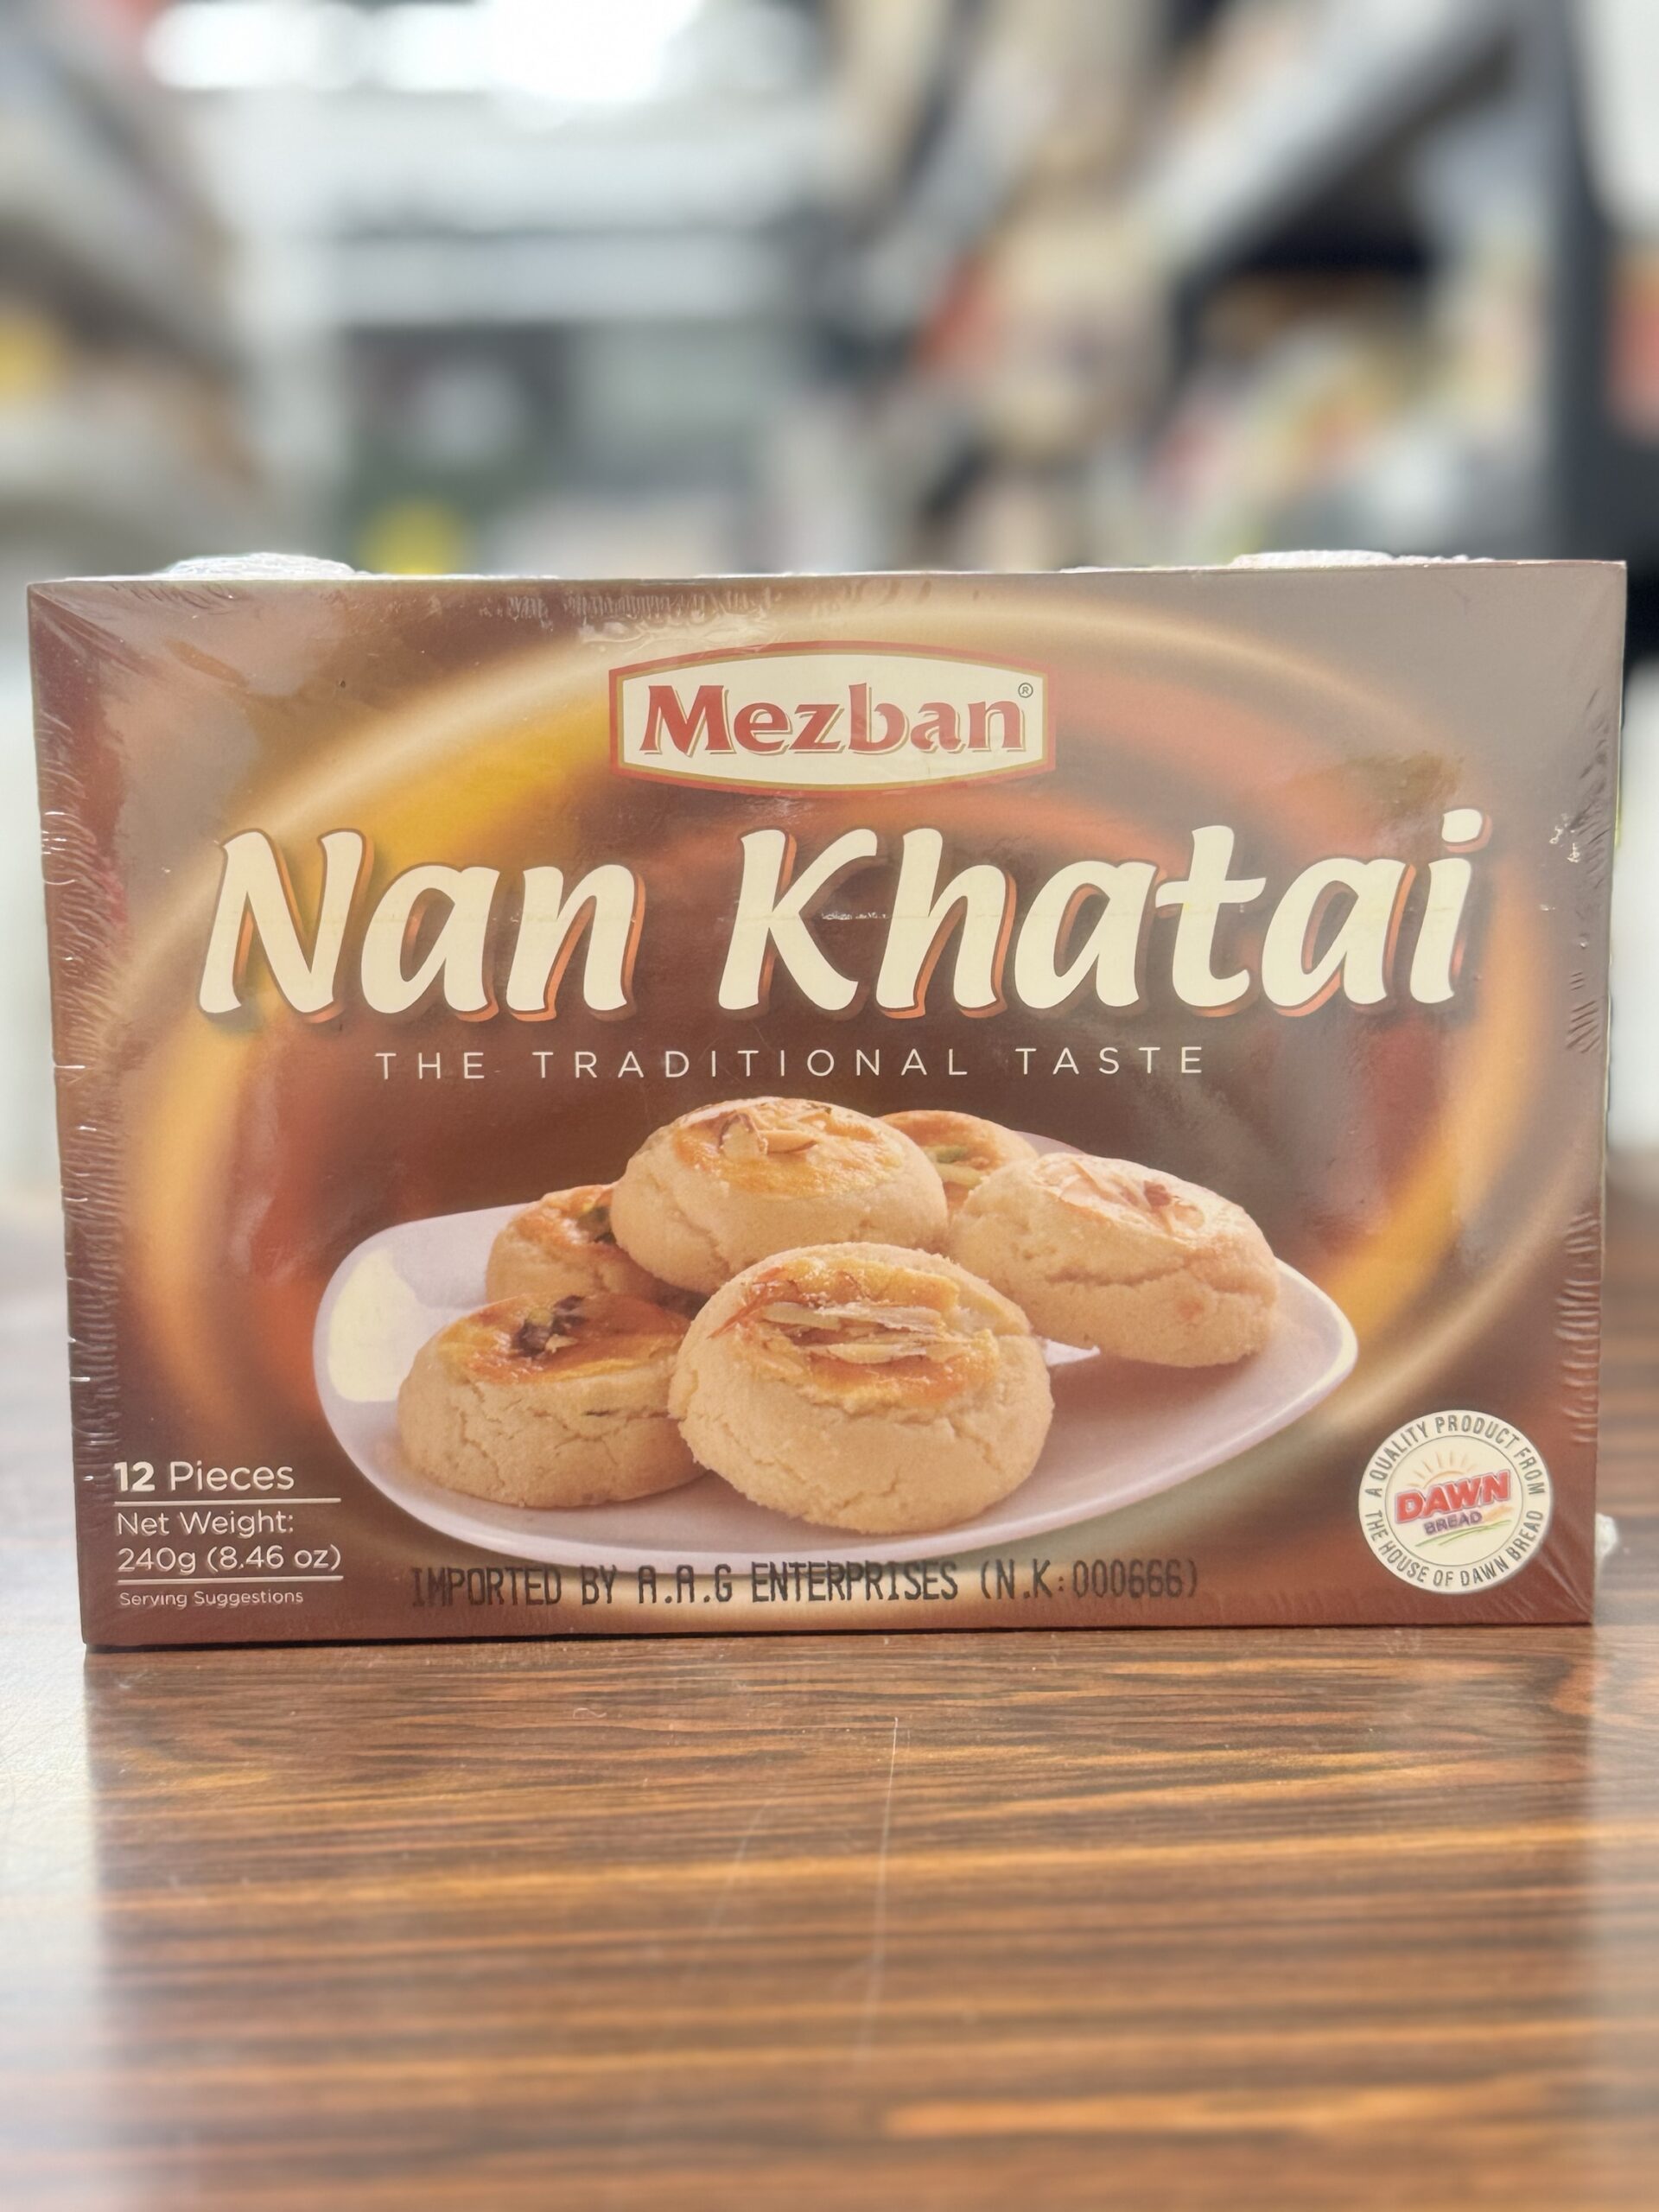 Mezban®
Nan Khatai
THE TRADITIONAL TASTE
12 Pieces
Net Weight:
240g (8.46 oz)
Serving Suggestions
IMPORTED BY A.A.G ENTERPRISES (N.K:000666)
A QUALITY PRODUCT FROM
DAWN
BREAD
THE HOUSE OF DAWN BREAD